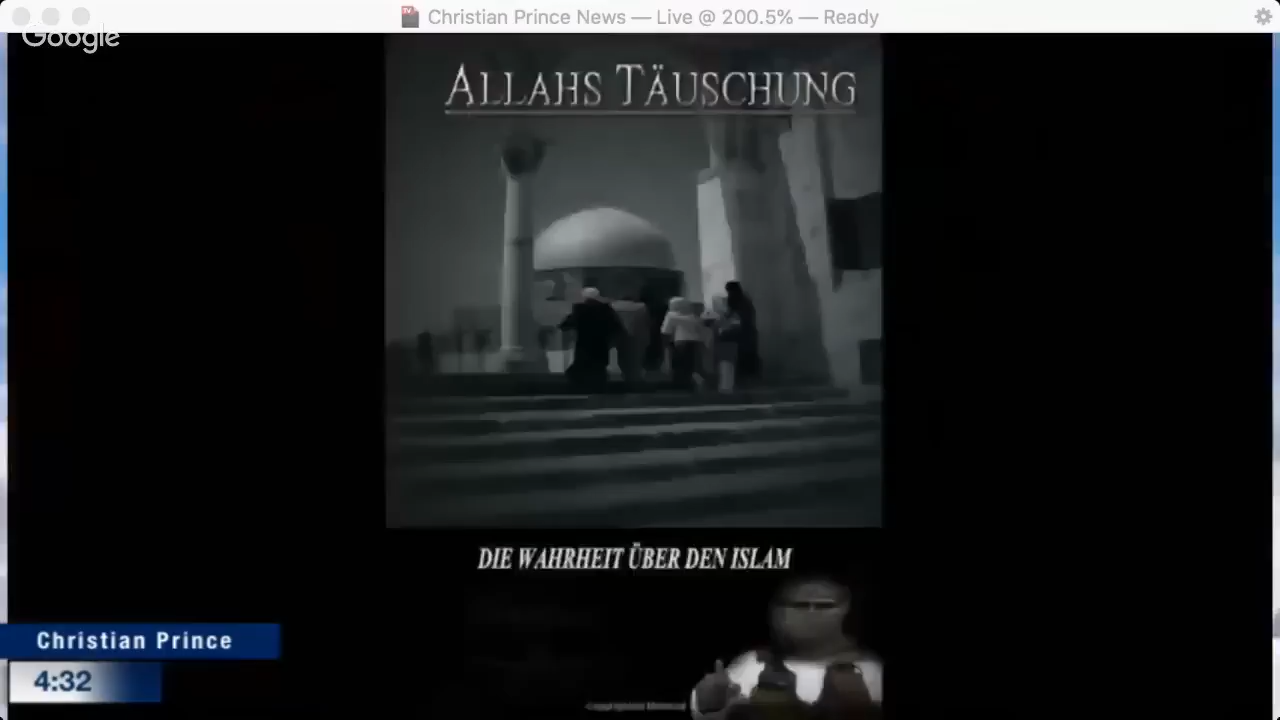 Christian Prince News — Live @ 200.5% — Ready
Google
ALLAHS TÄUSCHUNG
DIE WAHRHEIT ÜBER DEN ISLAM
Christian Prince
4:32